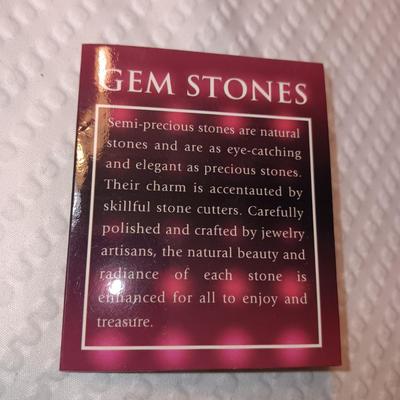 GEM STONES
Semi-precious stones are natural
stones and are as eye-catching
and elegant as precious stones.
Their charm is accentauted by
skillful stone cutters. Carefully
polished and crafted by jewelry
artisans, the natural beauty and
radiance of each stone is
enhanced for all to enjoy and
treasure.